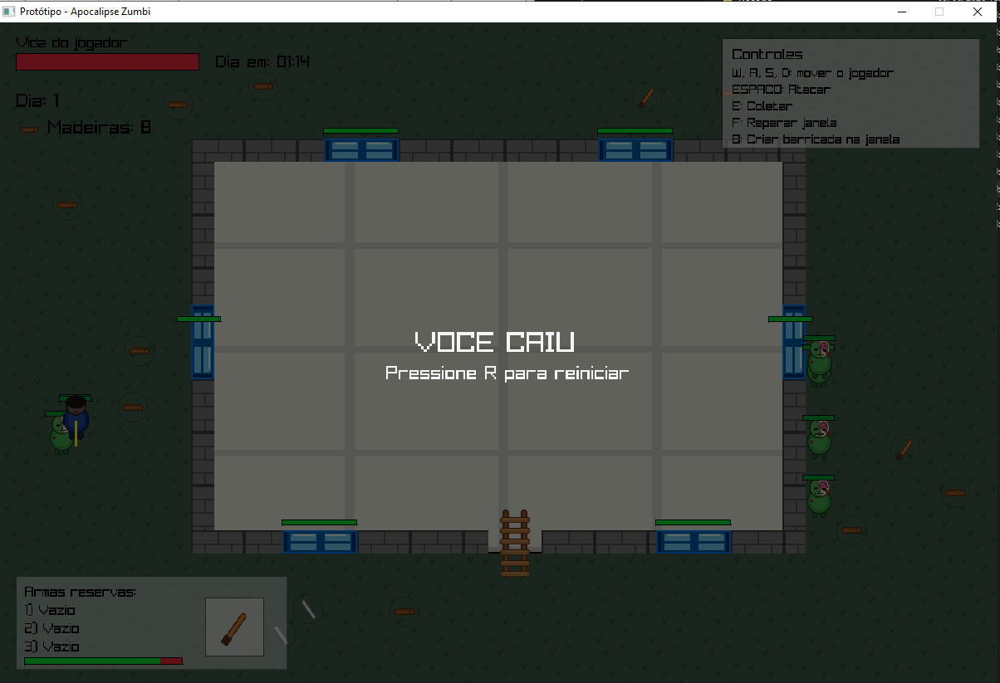 Protótipo - Apocalipse Zumbi
Vida do jogador
Dia em: 01:14
Dia: 1
Madeiras: 8
Controles
W, A, S, D: mover o jogador
ESPACO: Atacar
E: Coletar
F: Reparar janela
B: Criar barricada na janela
VOCE CAIU
Pressione R para reiniciar
Armas reservas:
1) Vazio
2) Vazio
3) Vazio